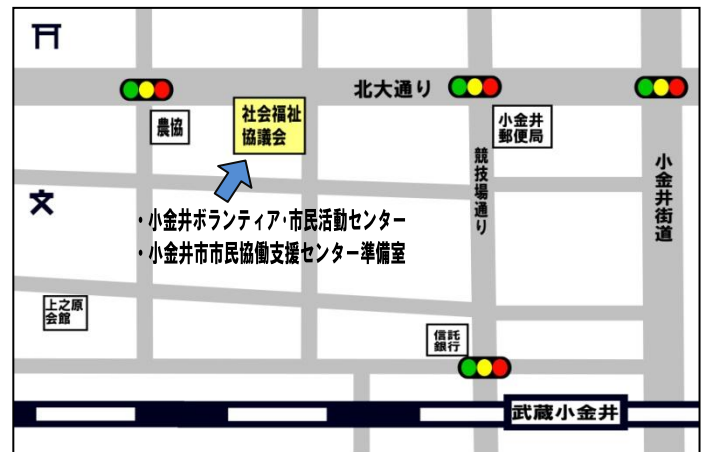 北大通り
農協
社会福祉
協議会
小金井
郵便局
競技場通り
小金井街道
・小金井ボランティア・市民活動センター
・小金井市市民協働支援センター準備室
上之原
会館
信託
銀行
武蔵小金井